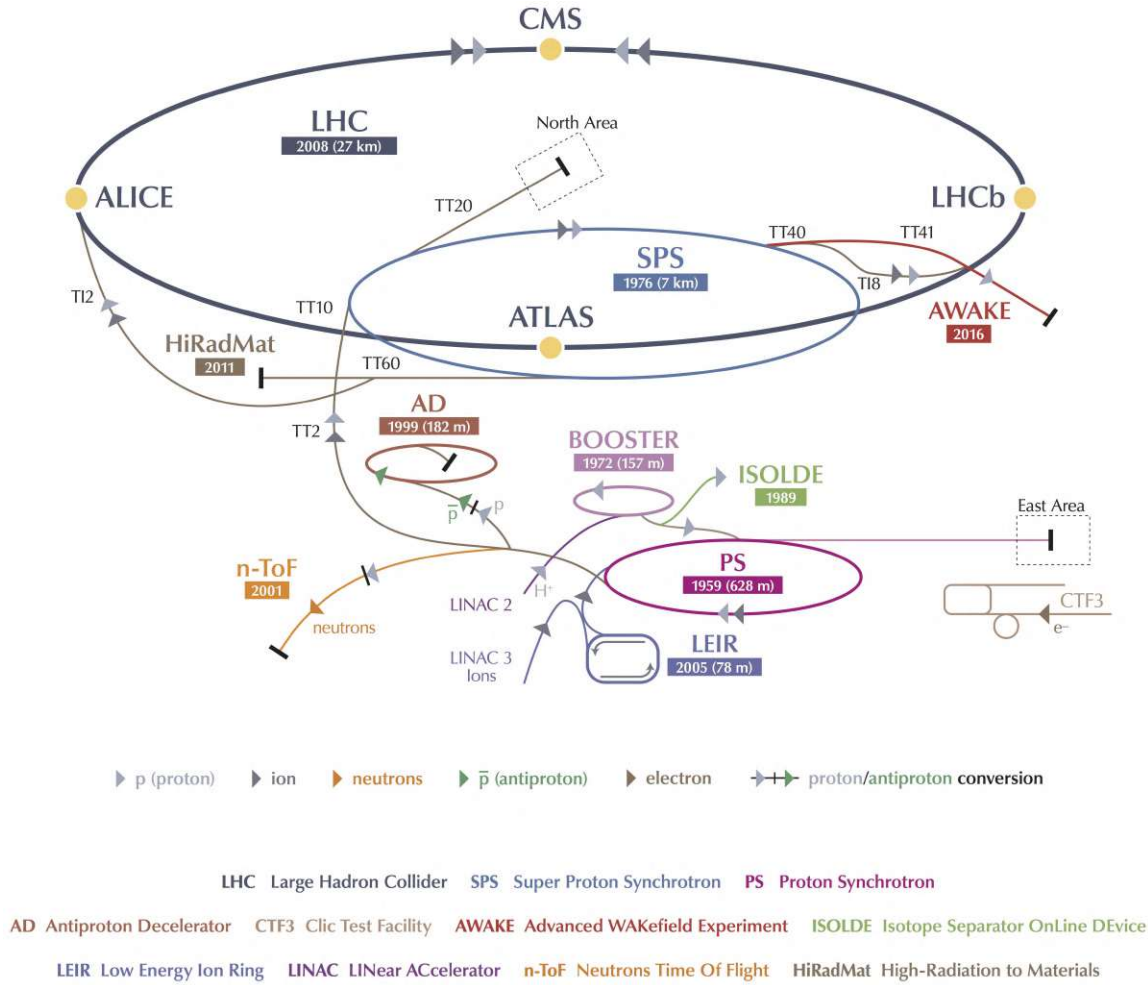 CMS
LHC
2008 (27 km)
North Area
ALICE
LHCb
TT20
TT40
TT41
SPS
1976 (7 km)
TI8
TI2
TT10
ATLAS
AWAKE
2016
HiRadMat
2011
TT60
AD
1999 (182 m)
TT2
BOOSTER
1972 (157 m)
ISOLDE
1989
p̅
p
East Area
n-ToF
2001
PS
1959 (628 m)
H⁺
LINAC 2
neutrons
CTF3
e–
LEIR
2005 (78 m)
LINAC 3
Ions
p (proton) ion neutrons p̅ (antiproton) electron proton/antiproton conversion
LHC Large Hadron Collider SPS Super Proton Synchrotron PS Proton Synchrotron
AD Antiproton Decelerator CTF3 Clic Test Facility AWAKE Advanced WAKefield Experiment ISOLDE Isotope Separator OnLine DEvice
LEIR Low Energy Ion Ring LINAC LINear ACcelerator n-ToF Neutrons Time Of Flight HiRadMat High-Radiation to Materials